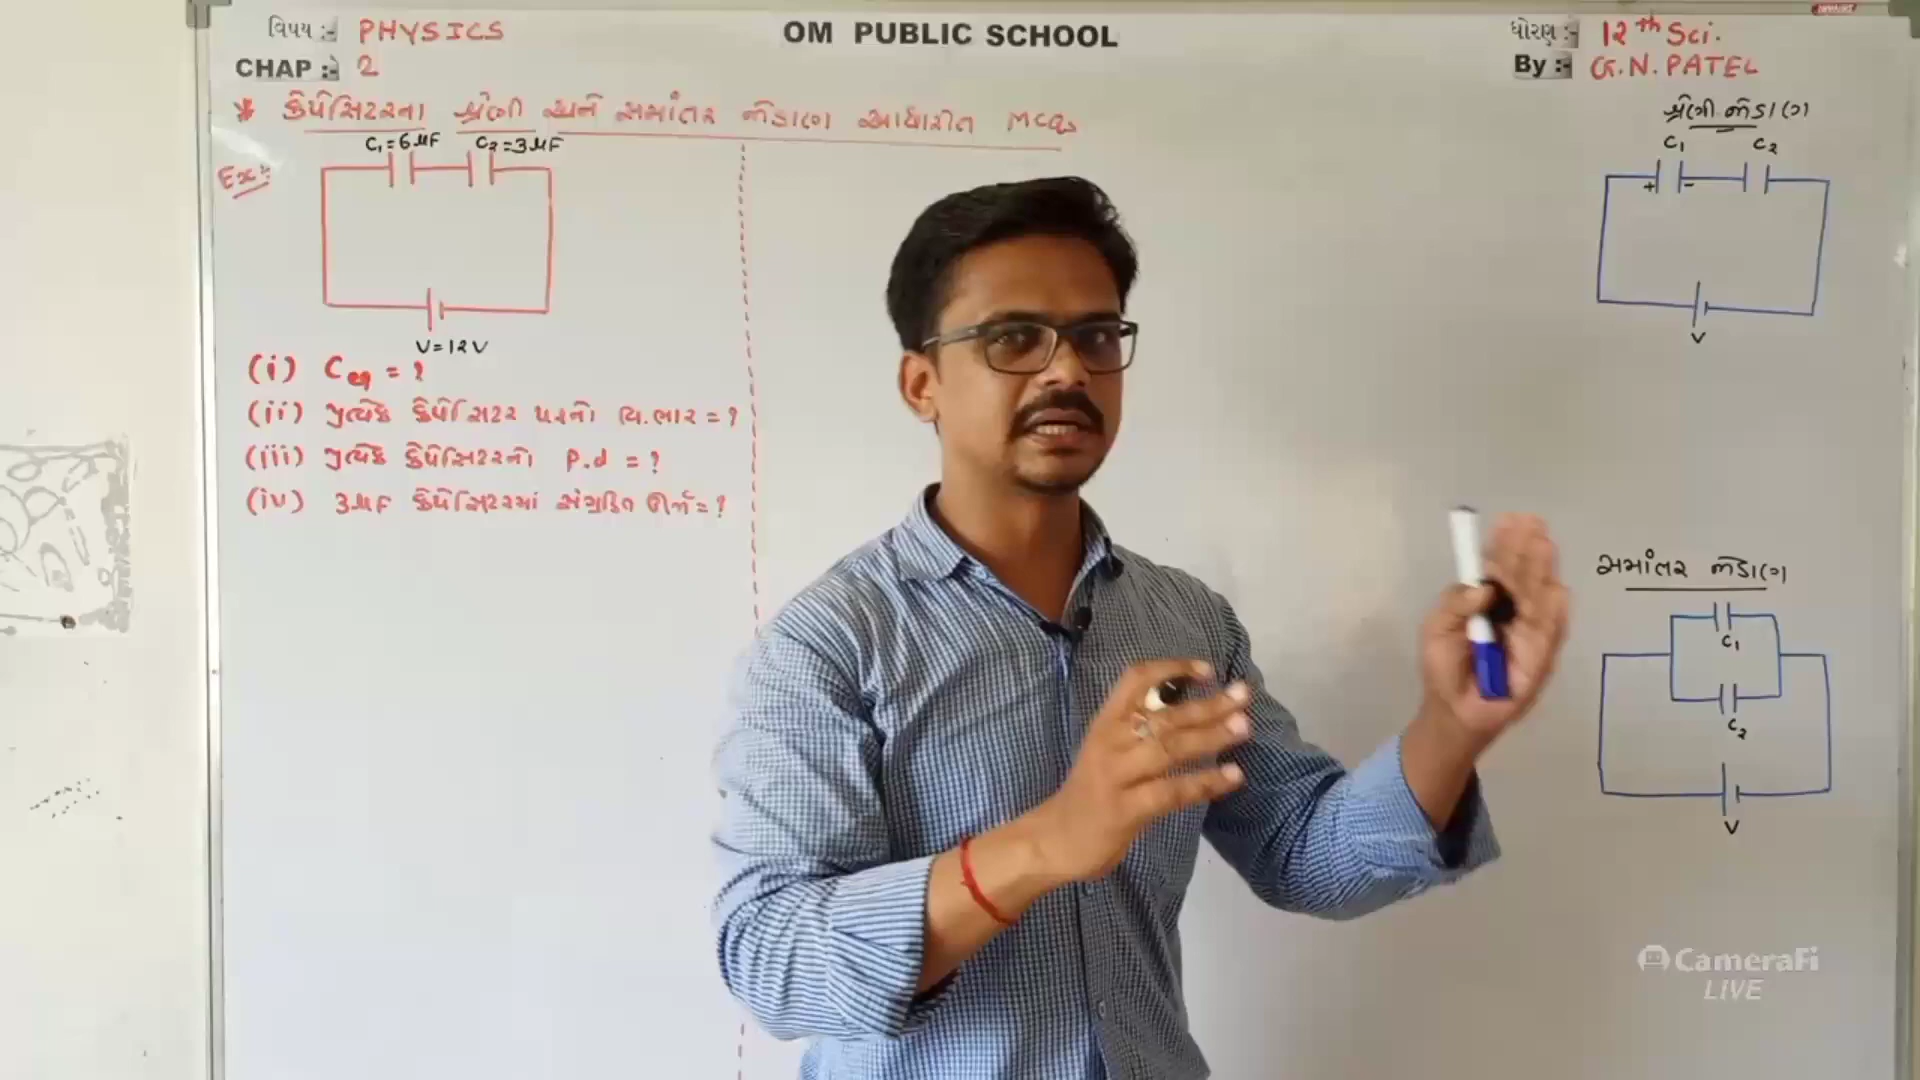 વિષય :- PHYSICS
OM PUBLIC SCHOOL
ધોરણ :- 12th Sci.
CHAP :- 2
By :- G.N. PATEL
* કેપેસિટરના શ્રેણી અને સમાંતર જોડાણ આધારીત MCQs
Ex:-
C₁=6μF C₂=3μF
V=12V
(i) Ceq = ?
(ii) પ્રત્યેક કેપેસિટર પરનો વિ.ભાર = ?
(iii) પ્રત્યેક કેપેસિટરનો P.d = ?
(iv) 3μF કેપેસિટરમાં સંગ્રહિત ઊર્જા = ?
શ્રેણી જોડાણ
C₁ C₂
+ -
V
સમાંતર જોડાણ
C₁
C₂
V
CameraFi
LIVE